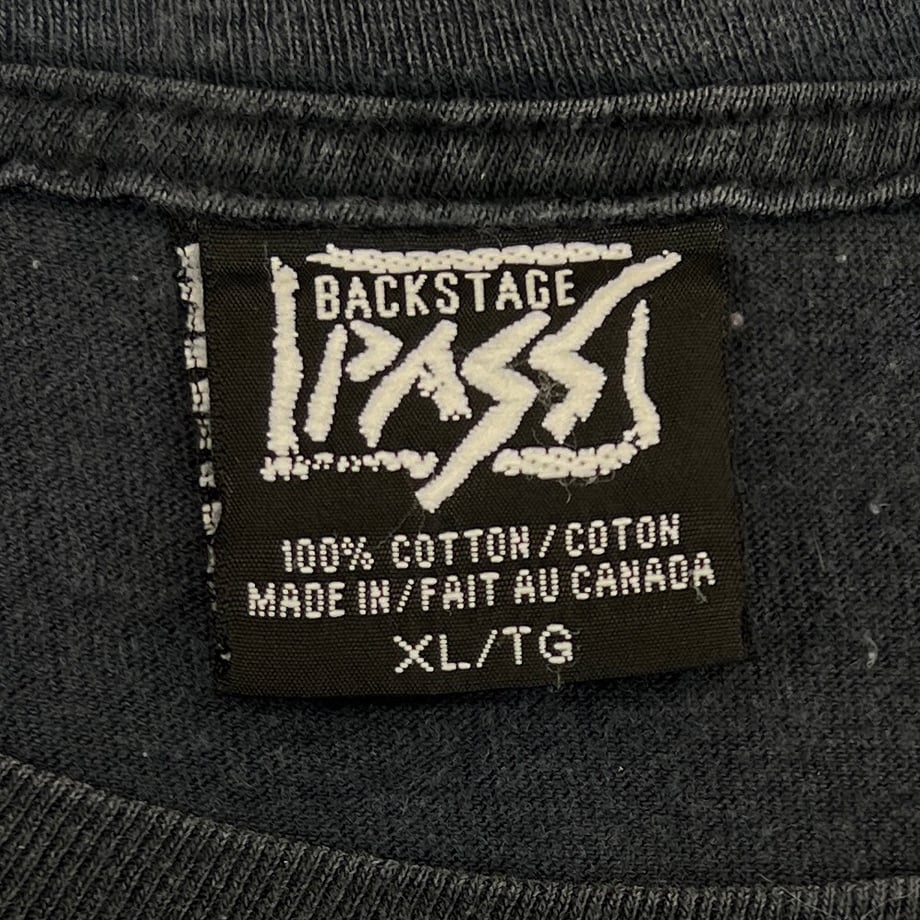 BACKSTAGE
PASS
100% COTTON/COTON
MADE IN/FAIT AU CANADA
XL/TG